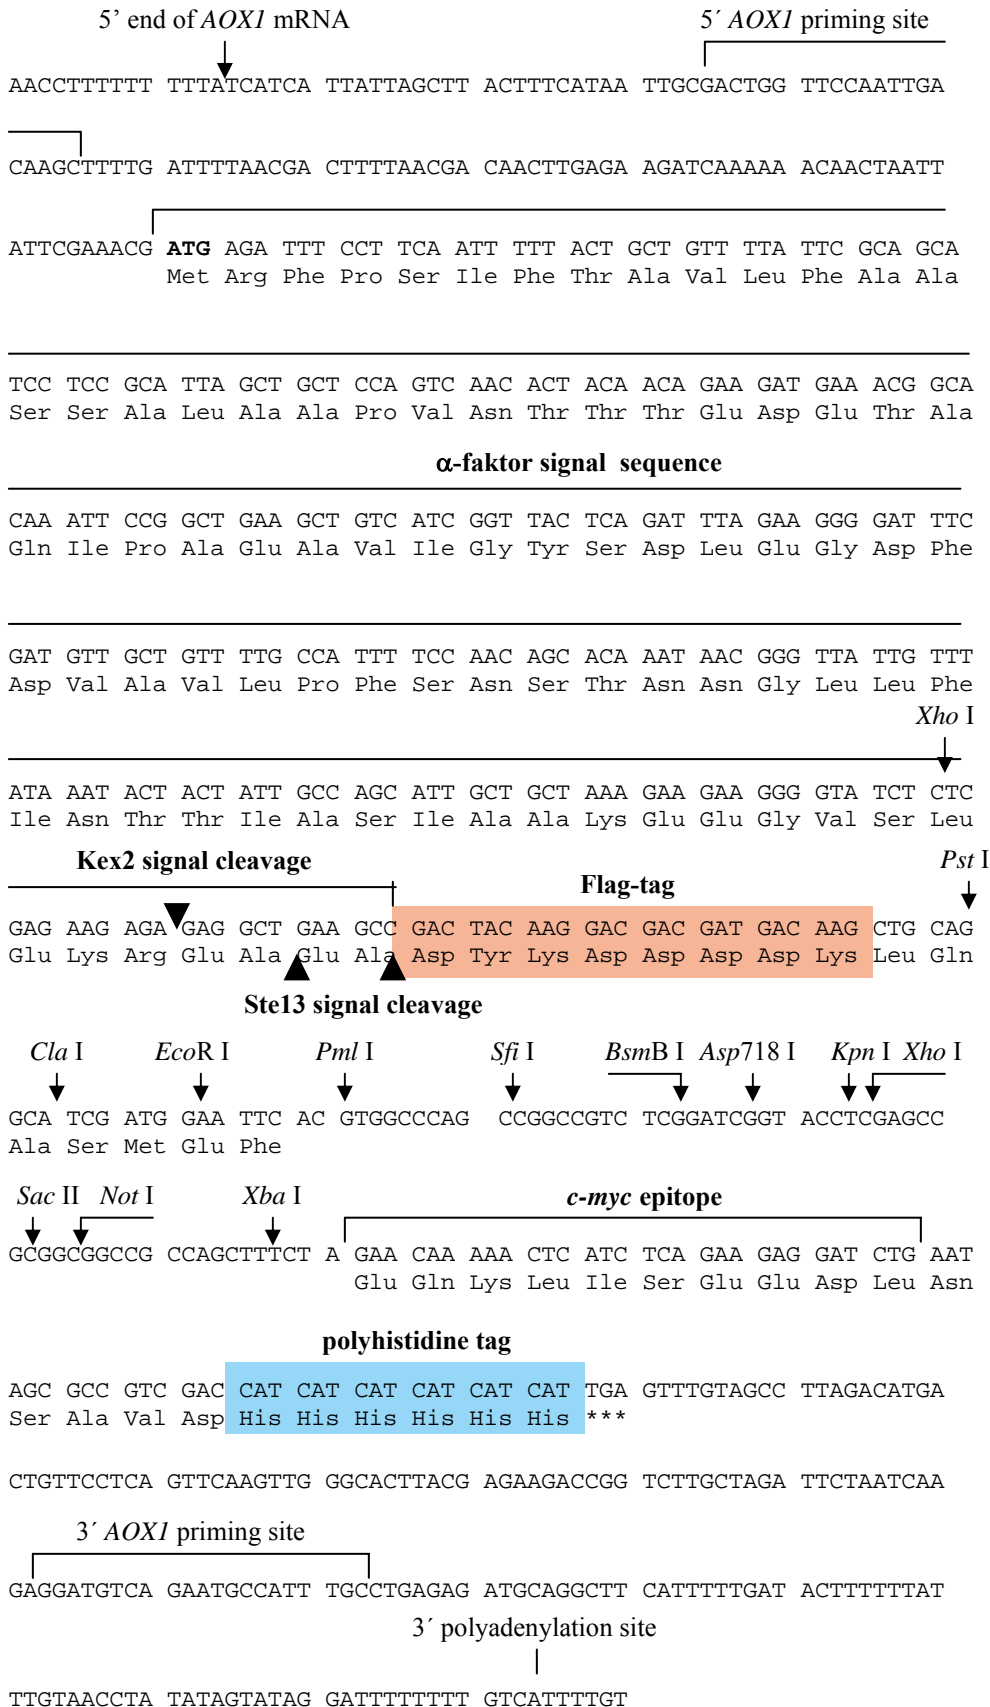 5’ end of AOX1 mRNA 5´ AOX1 priming site
AACCTTTTTT TTTATCATCA TTATTAGCTT ACTTTCATAA TTGCGACTGG TTCCAATTGA
CAAGCTTTTG ATTTTAACGA CTTTTAACGA CAACTTGAGA AGATCAAAAA ACAACTAATT
ATTCGAAACG ATG AGA TTT CCT TCA ATT TTT ACT GCT GTT TTA TTC GCA GCA
Met Arg Phe Pro Ser Ile Phe Thr Ala Val Leu Phe Ala Ala
TCC TCC GCA TTA GCT GCT CCA GTC AAC ACT ACA ACA GAA GAT GAA ACG GCA
Ser Ser Ala Leu Ala Ala Pro Val Asn Thr Thr Thr Glu Asp Glu Thr Ala
α-faktor signal sequence
CAA ATT CCG GCT GAA GCT GTC ATC GGT TAC TCA GAT TTA GAA GGG GAT TTC
Gln Ile Pro Ala Glu Ala Val Ile Gly Tyr Ser Asp Leu Glu Gly Asp Phe
GAT GTT GCT GTT TTG CCA TTT TCC AAC AGC ACA AAT AAC GGG TTA TTG TTT
Asp Val Ala Val Leu Pro Phe Ser Asn Ser Thr Asn Asn Gly Leu Leu Phe
Xho I
ATA AAT ACT ACT ATT GCC AGC ATT GCT GCT AAA GAA GAA GGG GTA TCT CTC
Ile Asn Thr Thr Ile Ala Ser Ile Ala Ala Lys Glu Glu Gly Val Ser Leu
Kex2 signal cleavage Flag-tag Pst I
GAG AAG AGA GAG GCT GAA GCC GAC TAC AAG GAC GAC GAT GAC AAG CTG CAG
Glu Lys Arg Glu Ala Glu Ala Asp Tyr Lys Asp Asp Asp Asp Lys Leu Gln
Ste13 signal cleavage
Cla I EcoR I Pml I Sfi I BsmB I Asp718 I Kpn I Xho I
GCA TCG ATG GAA TTC AC GTGGCCCAG CCGGCCGTC TCGGATCGGT ACCTCGAGCC
Ala Ser Met Glu Phe
Sac II Not I Xba I c-myc epitope
GCGGCGGCCG CCAGCTTTCTA GAA CAA AAA CTC ATC TCA GAA GAG GAT CTG AAT
Glu Gln Lys Leu Ile Ser Glu Glu Asp Leu Asn
polyhistidine tag
AGC GCC GTC GAC CAT CAT CAT CAT CAT CAT TGA GTTTGTAGCC TTAGACATGA
Ser Ala Val Asp His His His His His His ***
CTGTTCCTCA GTTCAAGTTG GGCACTTACG AGAAGACCGG TCTTGCTAGA TTCTAATCAA
3´ AOX1 priming site
GAGGATGTCA GAATGCCATT TGCCTGAGAG ATGCAGGCTT CATTTTTGAT ACTTTTTTAT
3´ polyadenylation site
TTGTAACCTA TATAGTATAG GATTTTTTTT GTCATTTTGT